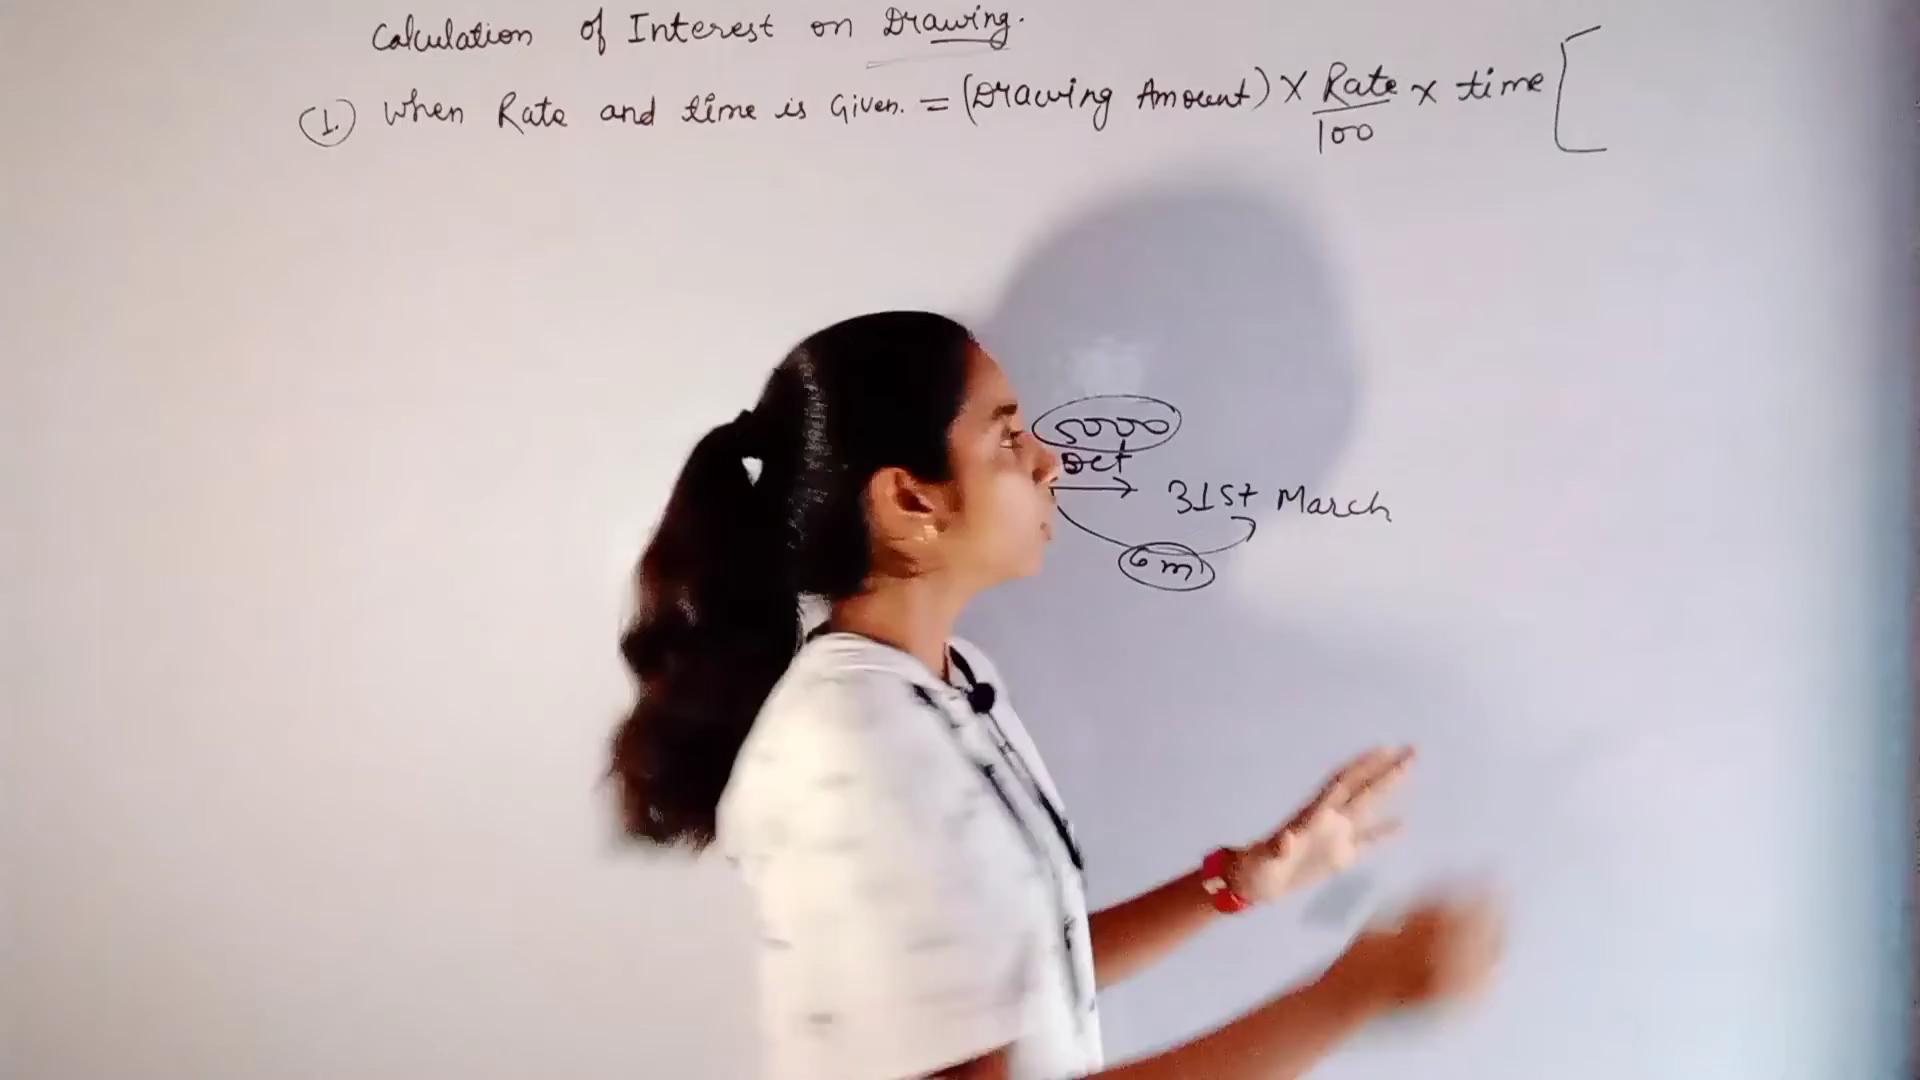 Calculation of Interest on Drawing.
(1.) When Rate and time is Given. = (Drawing Amount) X Rate/100 x time [
5000
Oct
→ 31st March
6 m